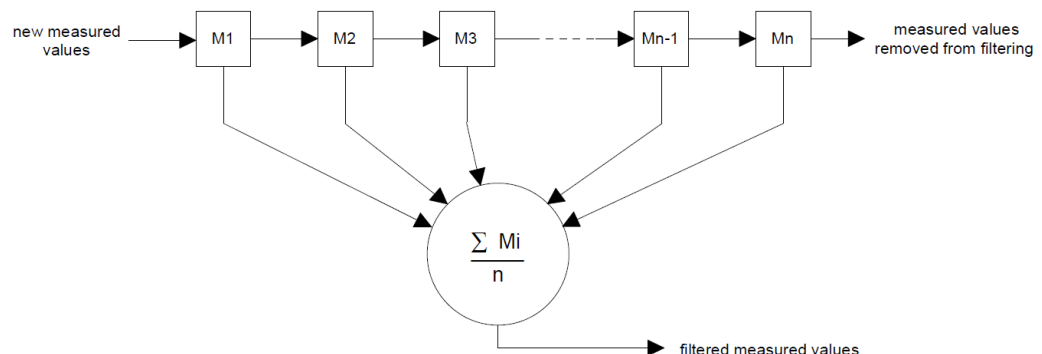 new measured
values
M1
M2
M3
Mn-1
Mn
measured values
removed from filtering
∑ Mi
n
filtered measured values